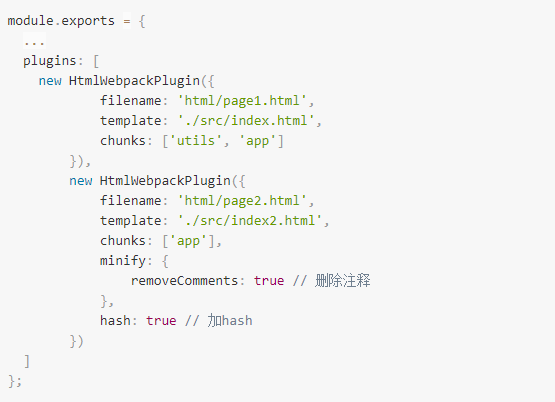 module.exports = {
  ...
  plugins: [
    new HtmlWebpackPlugin({
            filename: 'html/page1.html',
            template: './src/index.html',
            chunks: ['utils', 'app']
        }),
        new HtmlWebpackPlugin({
            filename: 'html/page2.html',
            template: './src/index2.html',
            chunks: ['app'],
            minify: {
                removeComments: true // 删除注释
            },
            hash: true // 加hash
        })
  ]
};